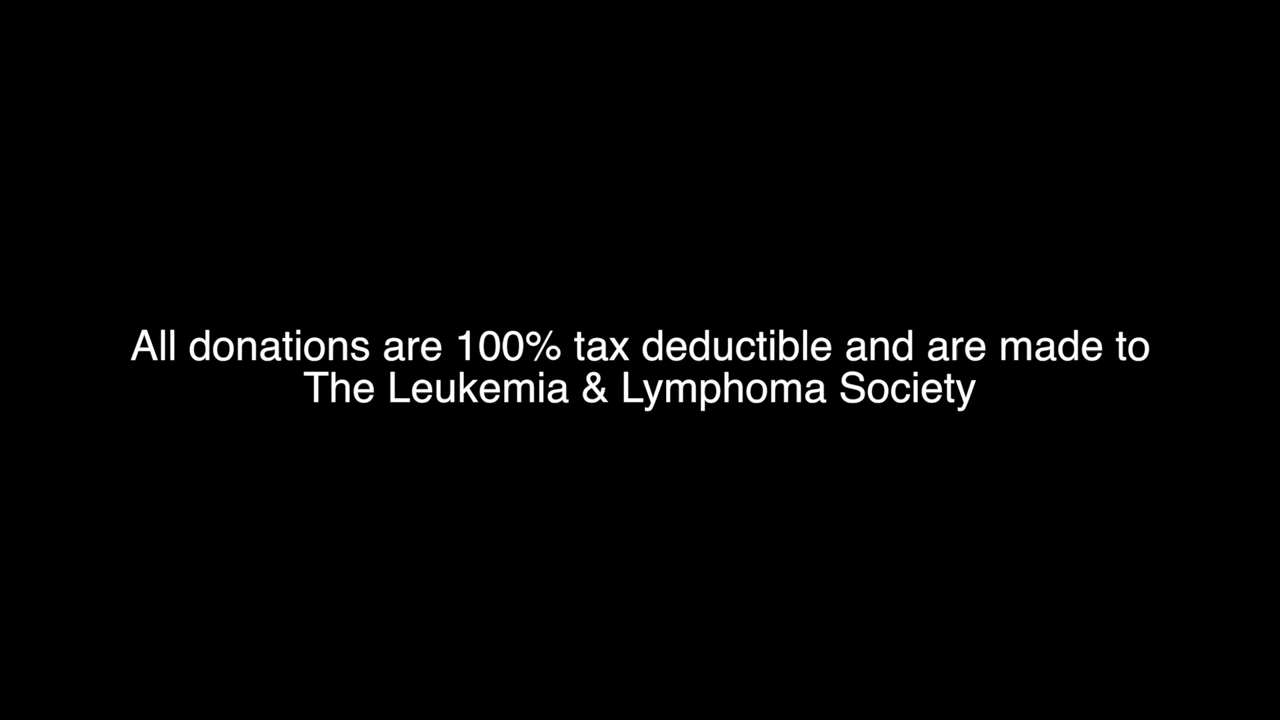 All donations are 100% tax deductible and are made to
The Leukemia & Lymphoma Society